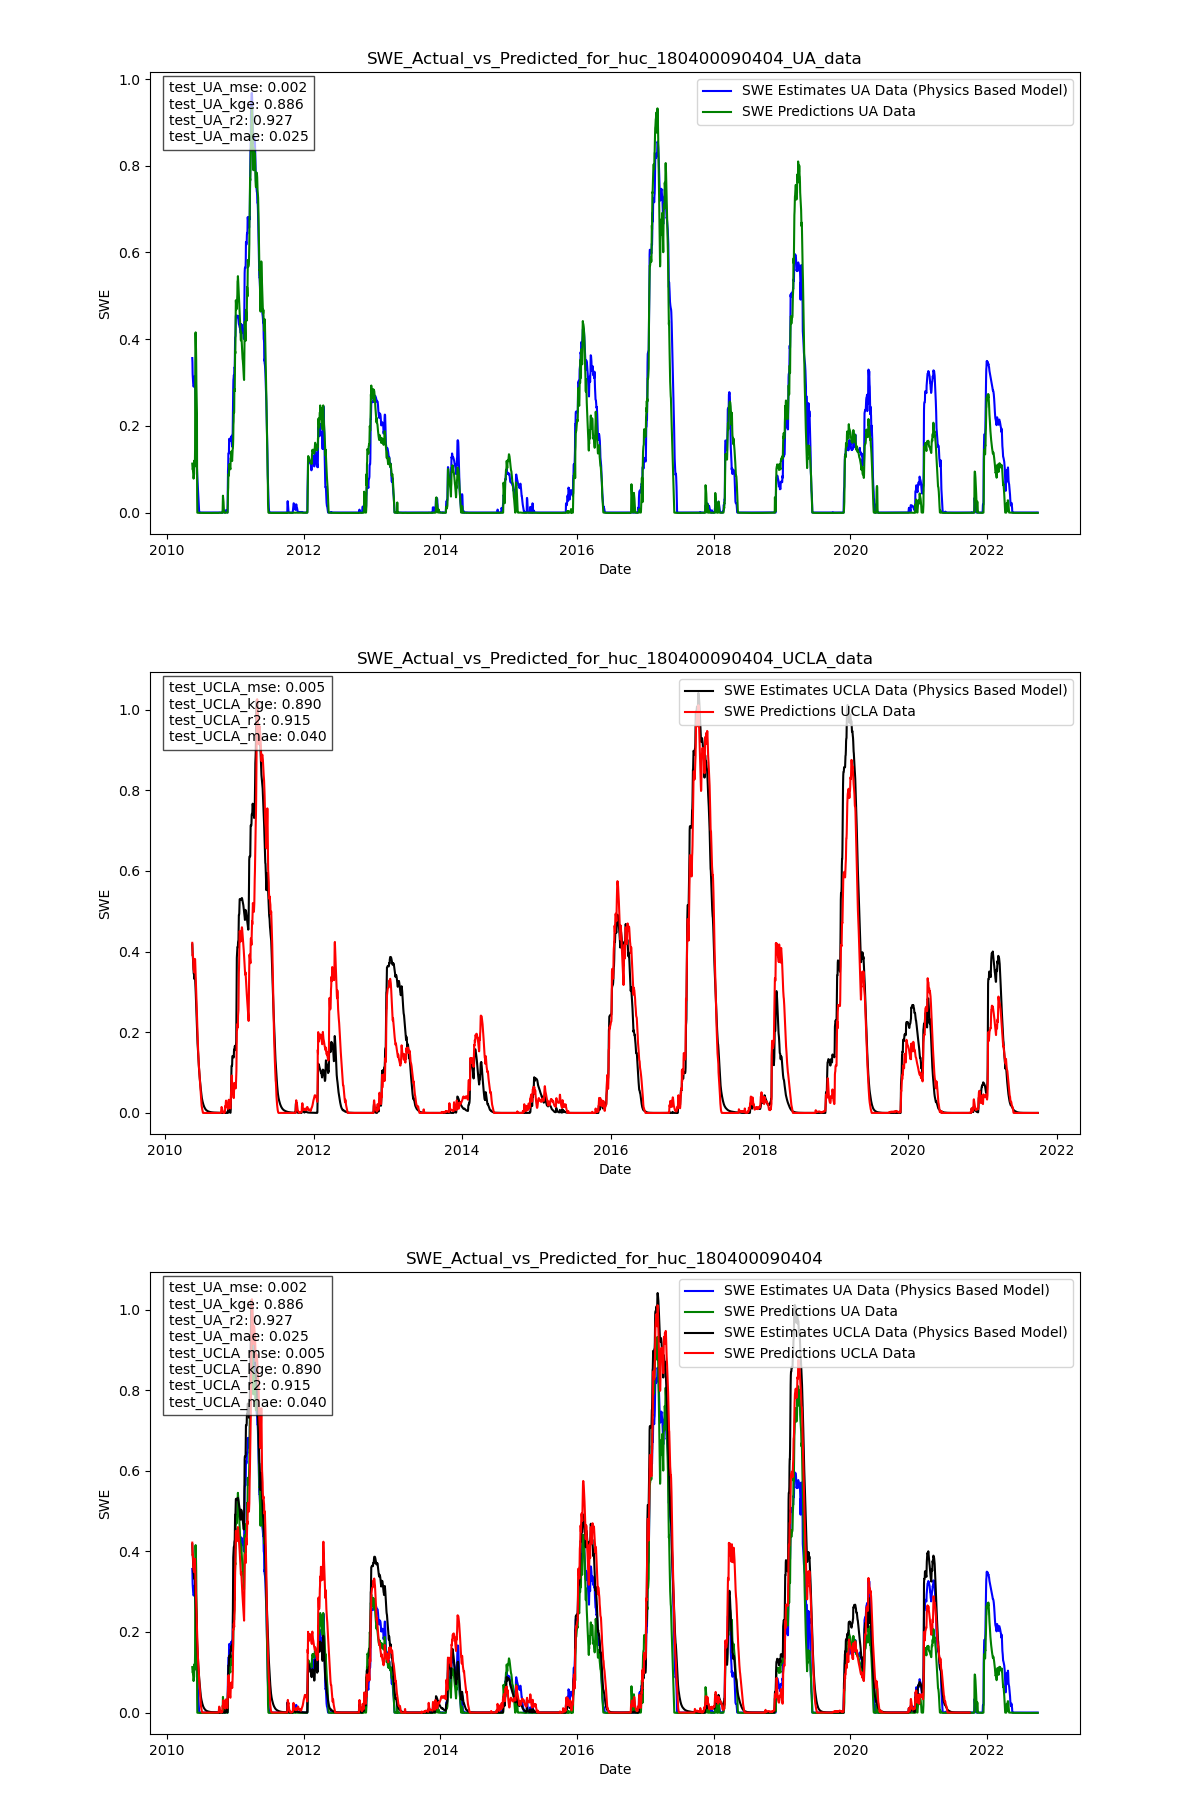 SWE_Actual_vs_Predicted_for_huc_180400090404_UA_data
test_UA_mse: 0.002
test_UA_kge: 0.886
test_UA_r2: 0.927
test_UA_mae: 0.025
SWE Estimates UA Data (Physics Based Model)
SWE Predictions UA Data
1.0
0.8
0.6
0.4
0.2
0.0
SWE
2010 2012 2014 2016 2018 2020 2022
Date
SWE_Actual_vs_Predicted_for_huc_180400090404_UCLA_data
test_UCLA_mse: 0.005
test_UCLA_kge: 0.890
test_UCLA_r2: 0.915
test_UCLA_mae: 0.040
SWE Estimates UCLA Data (Physics Based Model)
SWE Predictions UCLA Data
1.0
0.8
0.6
0.4
0.2
0.0
SWE
2010 2012 2014 2016 2018 2020 2022
Date
SWE_Actual_vs_Predicted_for_huc_180400090404
test_UA_mse: 0.002
test_UA_kge: 0.886
test_UA_r2: 0.927
test_UA_mae: 0.025
test_UCLA_mse: 0.005
test_UCLA_kge: 0.890
test_UCLA_r2: 0.915
test_UCLA_mae: 0.040
SWE Estimates UA Data (Physics Based Model)
SWE Predictions UA Data
SWE Estimates UCLA Data (Physics Based Model)
SWE Predictions UCLA Data
1.0
0.8
0.6
0.4
0.2
0.0
SWE
2010 2012 2014 2016 2018 2020 2022
Date